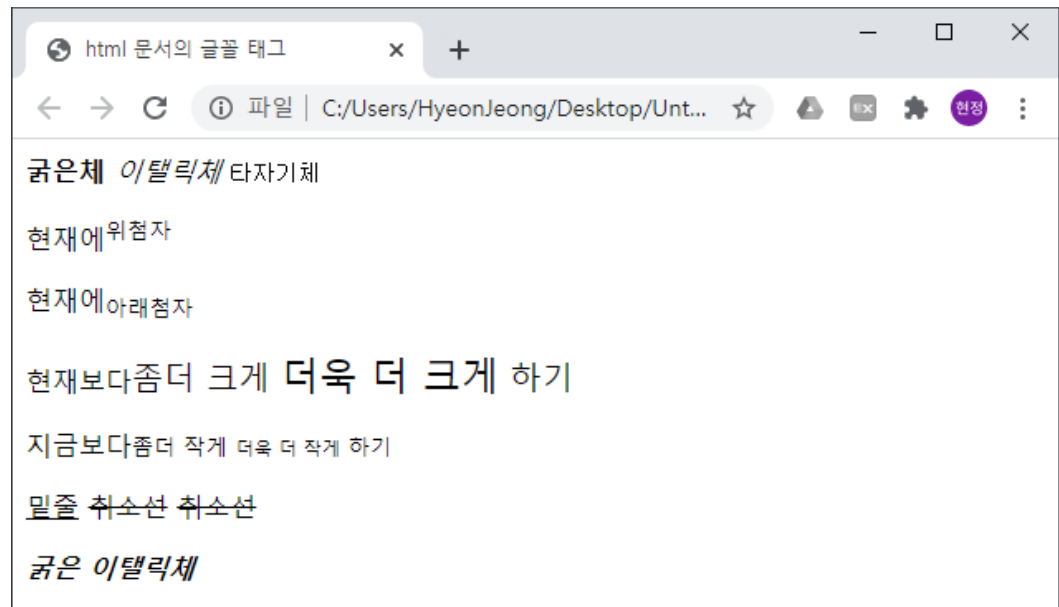 html 문서의 글꼴 태그
파일 | C:/Users/HyeonJeong/Desktop/Unt... EX 현정
굵은체 이탤릭체 타자기체
현재에위첨자
현재에아래첨자
현재보다좀더 크게 더욱 더 크게 하기
지금보다좀더 작게 더욱 더 작게 하기
밑줄 취소선 취소선
굵은 이탤릭체